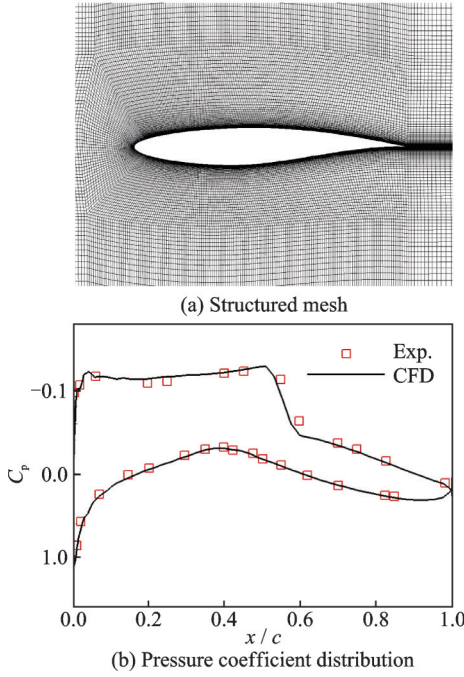 (a) Structured mesh
Exp.
CFD
−0.1
0.0
1.0
Cp
0.0 0.2 0.4 0.6 0.8 1.0
x / c
(b) Pressure coefficient distribution